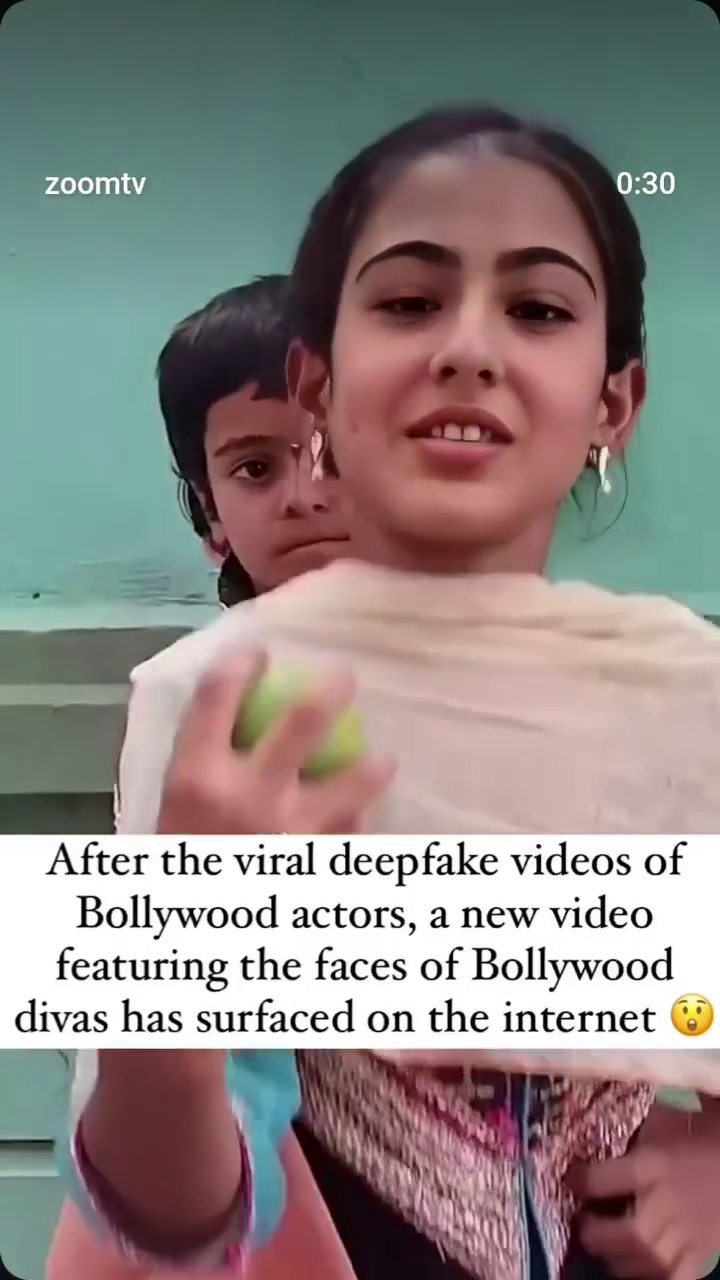 zoomtv
0:30
After the viral deepfake videos of
Bollywood actors, a new video
featuring the faces of Bollywood
divas has surfaced on the internet 😲